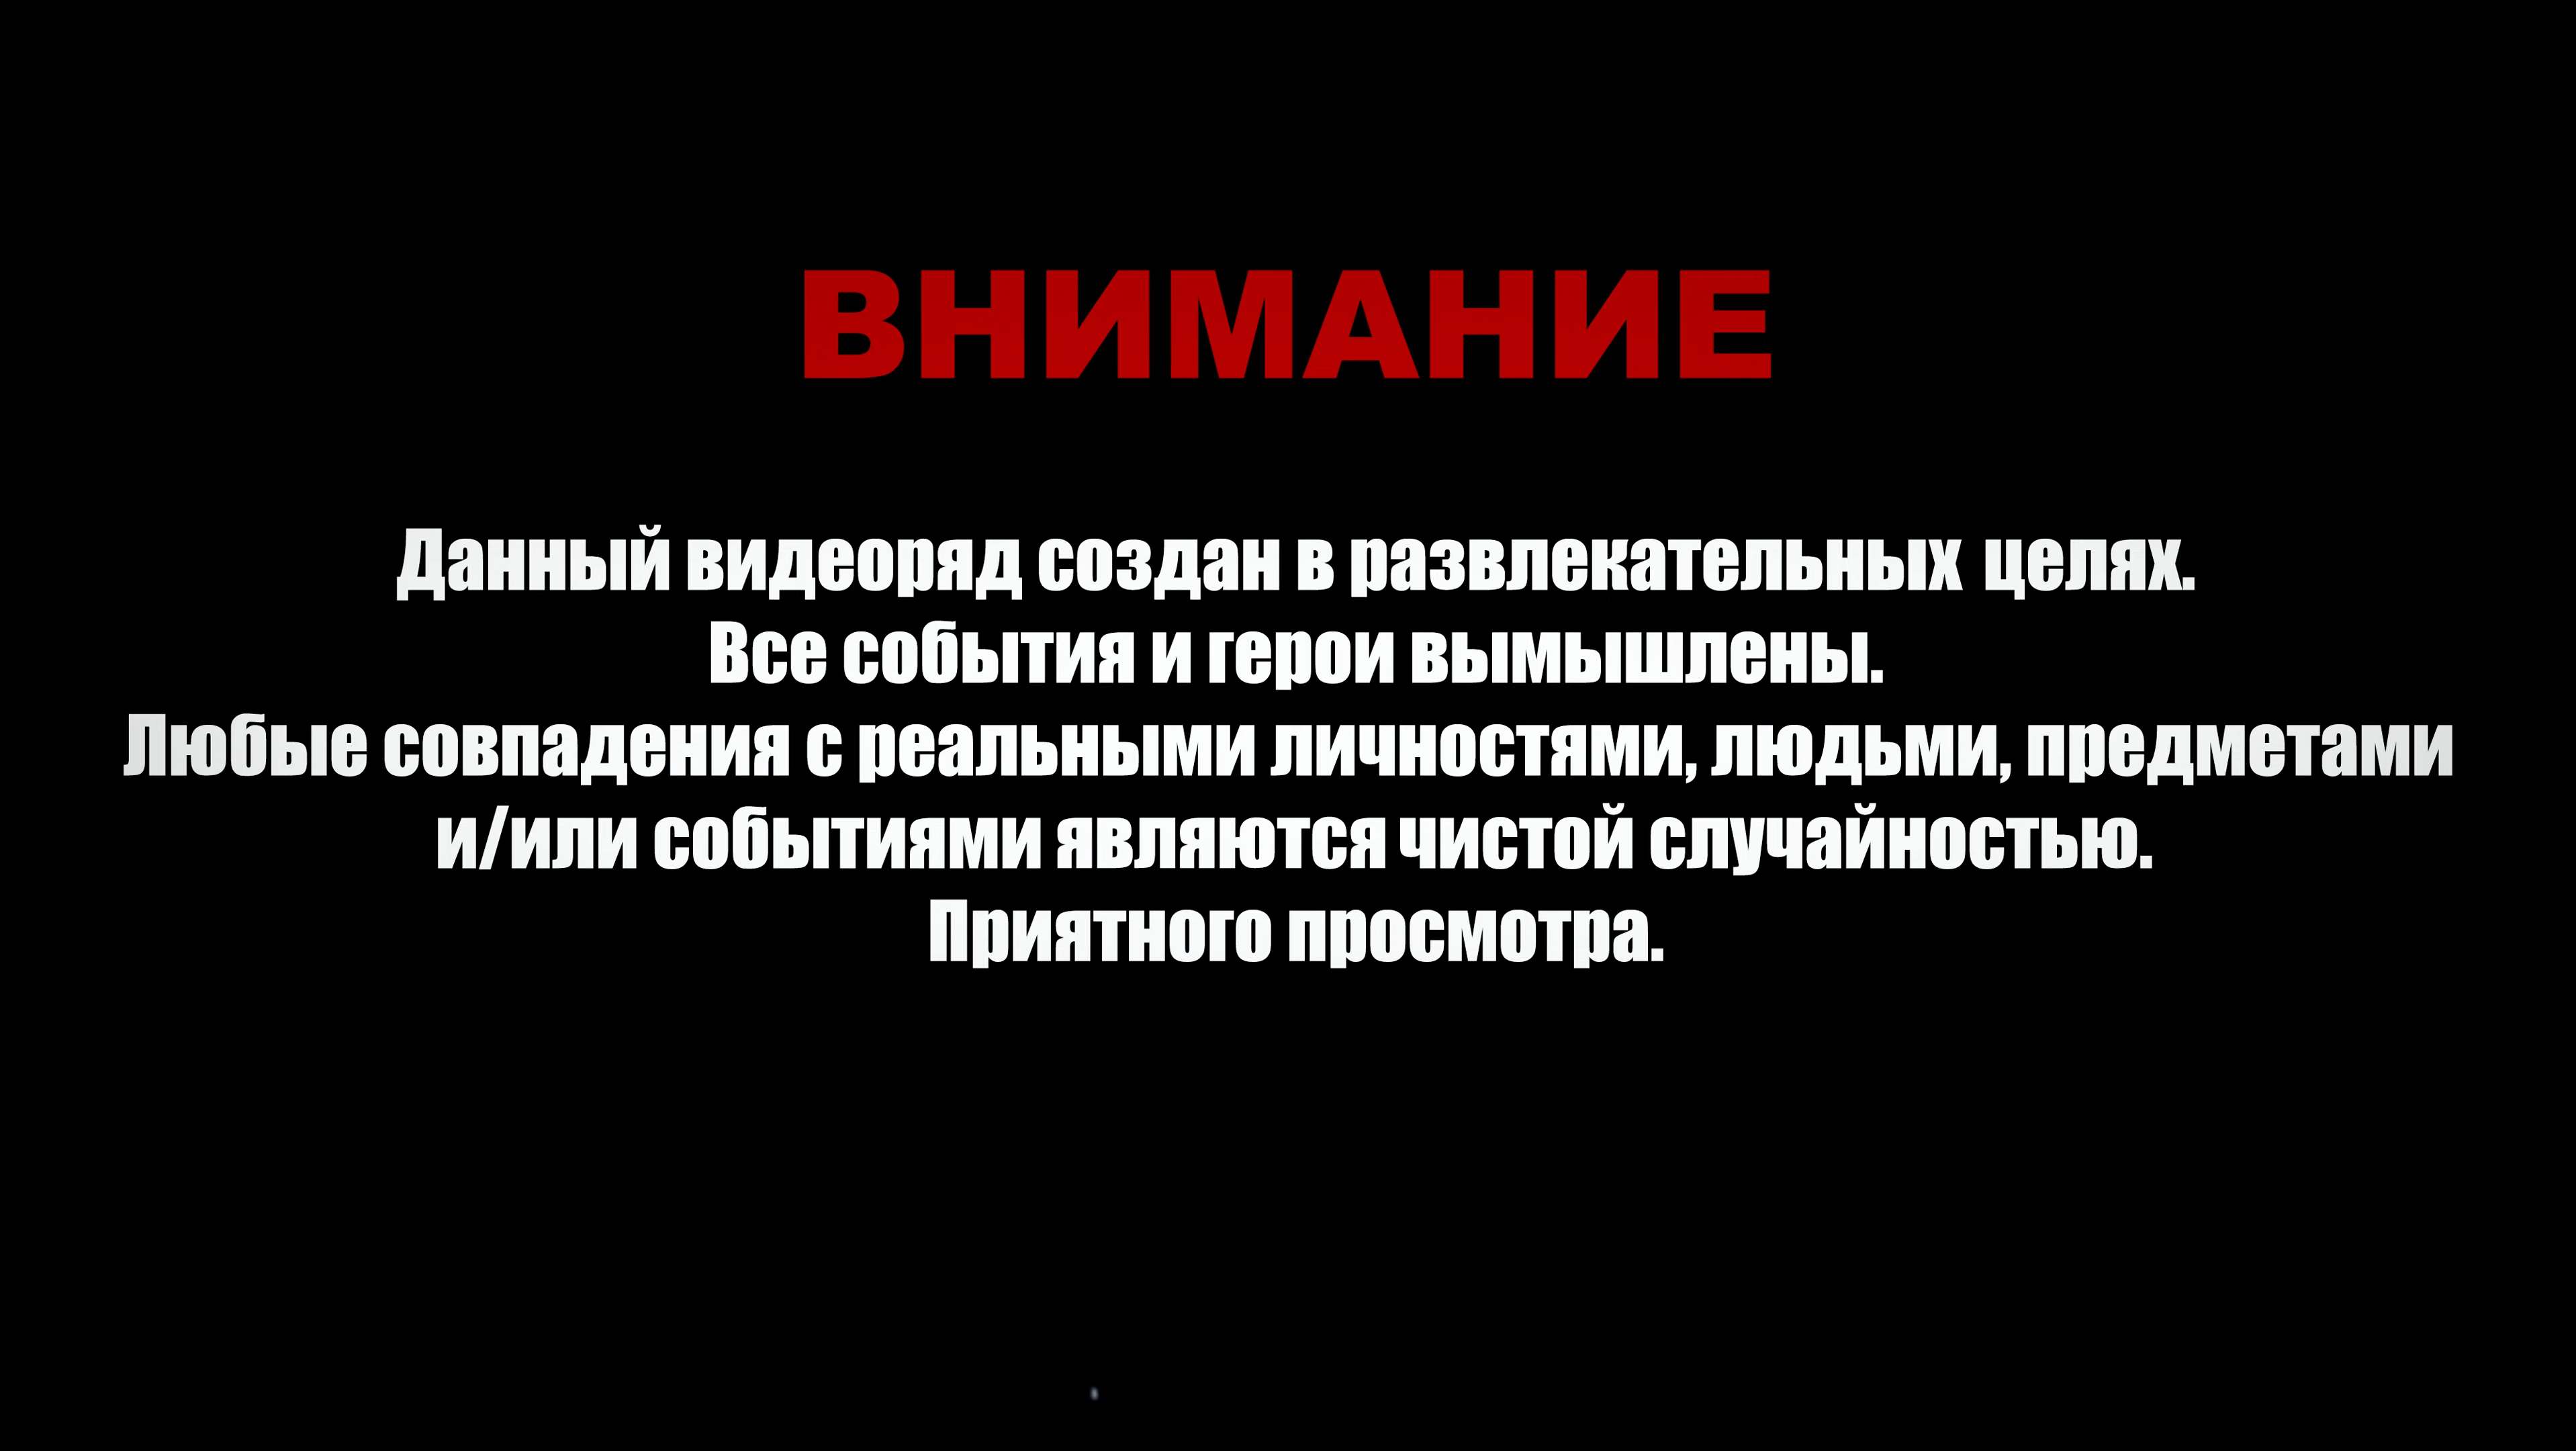 ВНИМАНИЕ
Данный видеоряд создан в развлекательных целях.
Все события и герои вымышлены.
Любые совпадения с реальными личностями, людьми, предметами
и/или событиями являются чистой случайностью.
Приятного просмотра.